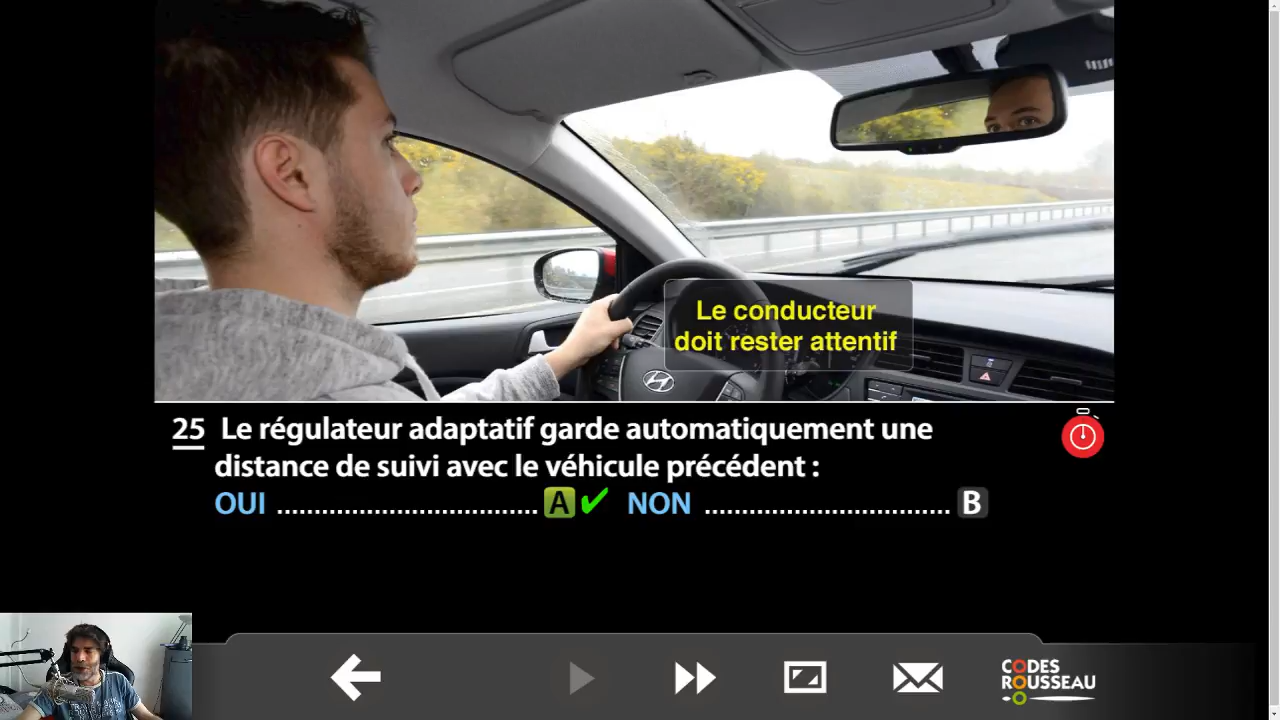 Le conducteur
doit rester attentif
25 Le régulateur adaptatif garde automatiquement une
distance de suivi avec le véhicule précédent :
OUI .................................. A ✔ NON ................................ B
CODES
ROUSSEAU